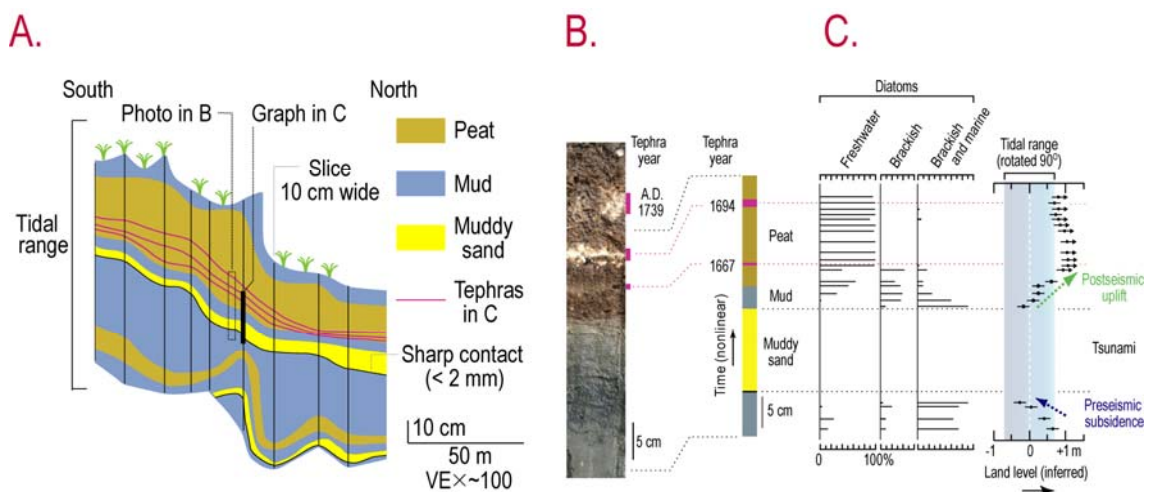 A.
South
North
Photo in B
Graph in C
Tidal
range
Slice
10 cm wide
Peat
Mud
Muddy
sand
Tephras
in C
Sharp contact
(< 2 mm)
10 cm
50 m
VE×~100
B.
Tephra
year
A.D.
1739
Tephra
year
1694
1667
5 cm
C.
Diatoms
Freshwater
Brackish
Brackish
and marine
Tidal range
(rotated 90º)
Peat
Mud
Muddy
sand
Time (nonlinear)
5 cm
Postseismic
uplift
Tsunami
Preseismic
subsidence
0
100%
-1
0
+1 m
Land level (inferred)